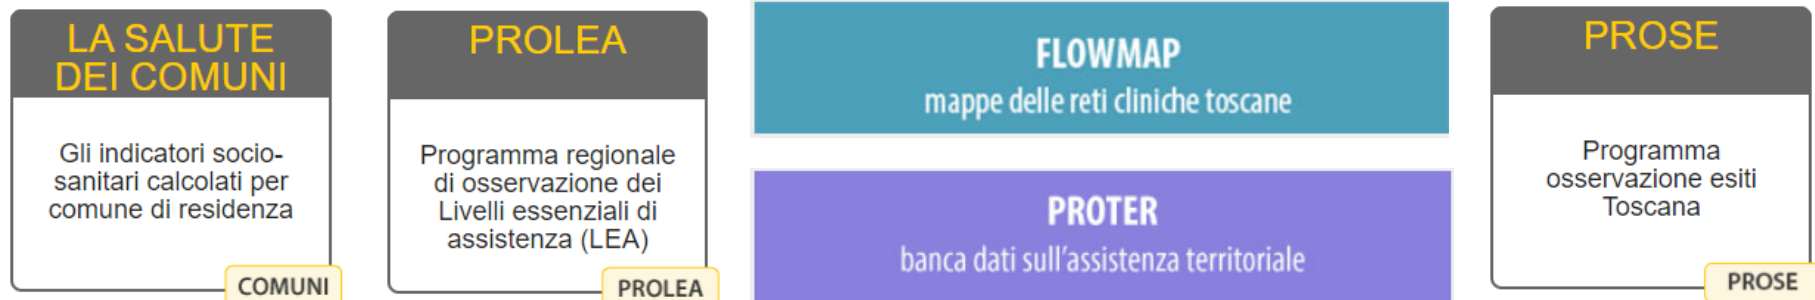 LA SALUTE
DEI COMUNI
Gli indicatori socio-
sanitari calcolati per
comune di residenza
COMUNI
PROLEA
Programma regionale
di osservazione dei
Livelli essenziali di
assistenza (LEA)
PROLEA
FLOWMAP
mappe delle reti cliniche toscane
PROTER
banca dati sull'assistenza territoriale
PROSE
Programma
osservazione esiti
Toscana
PROSE